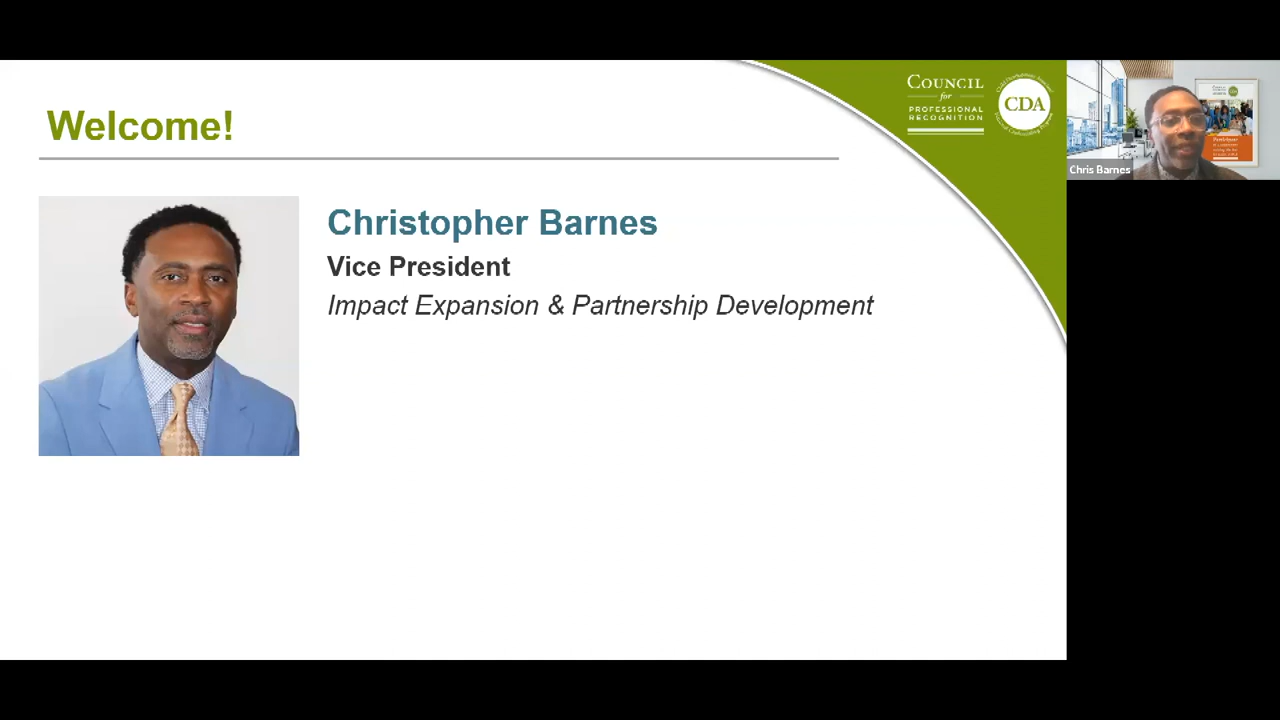 Welcome!
COUNCIL
for
PROFESSIONAL
RECOGNITION
CDA
Chris Barnes
Christopher Barnes
Vice President
Impact Expansion & Partnership Development